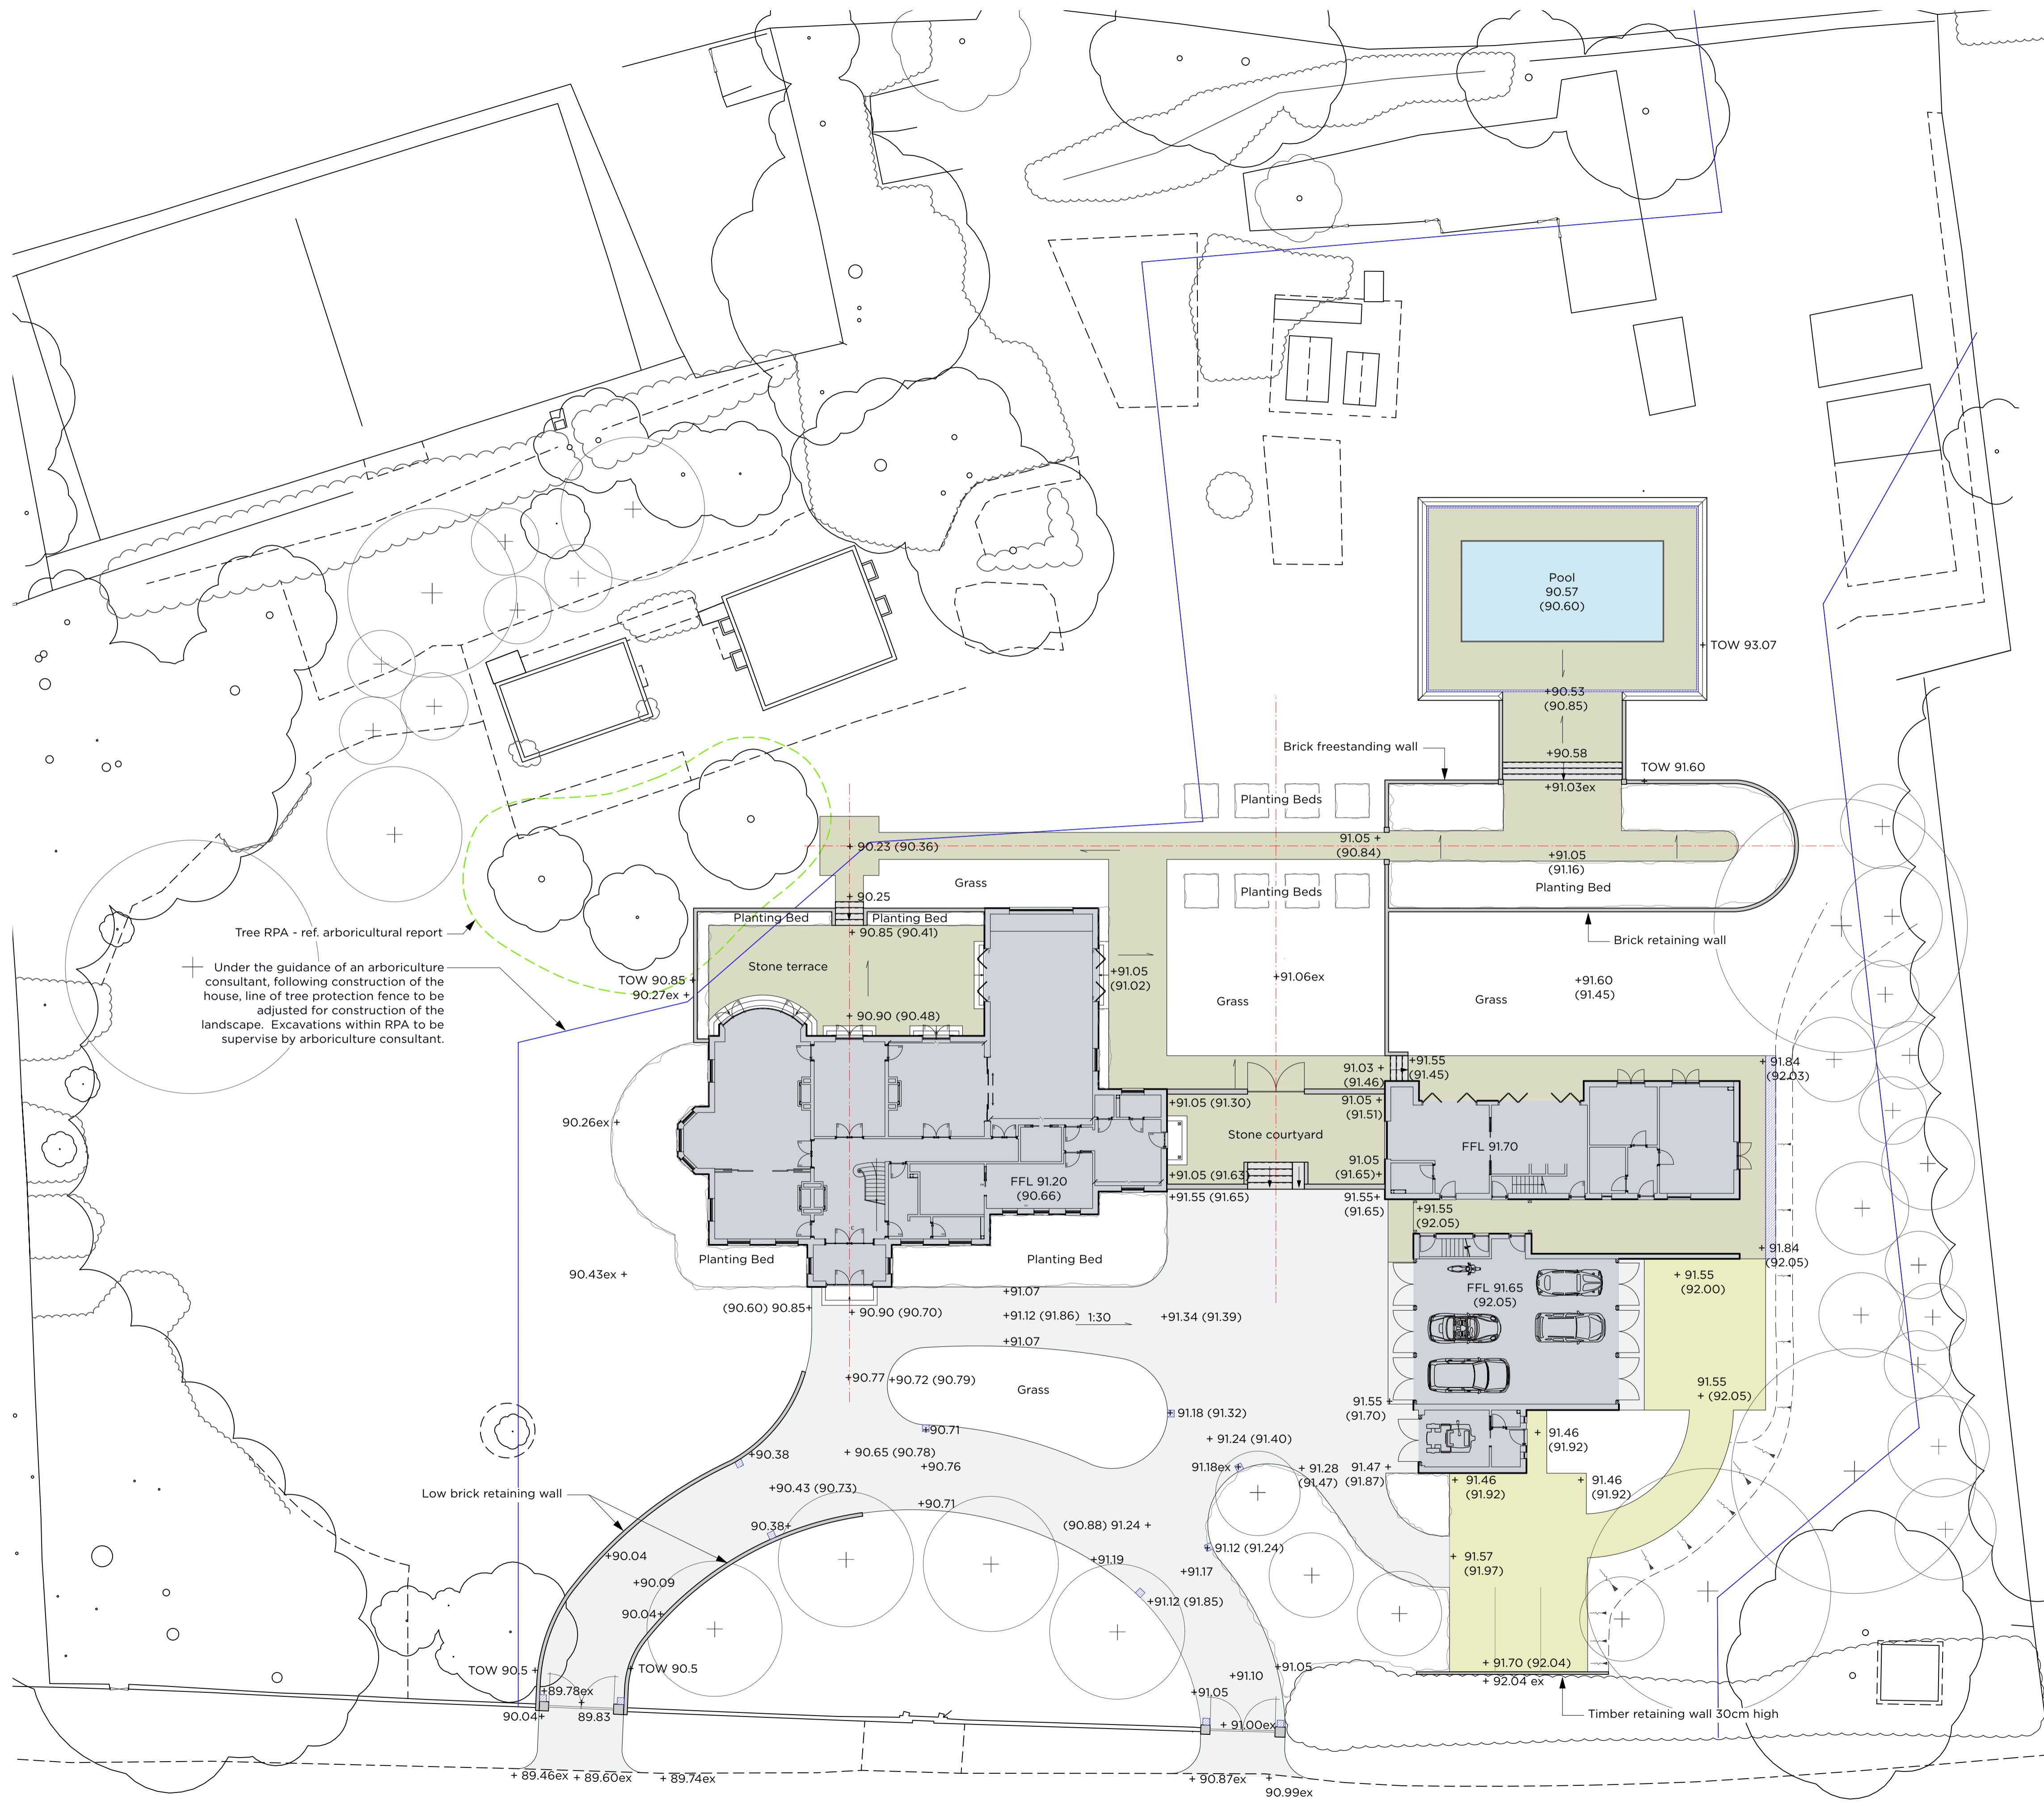 Pool
90.57
(90.60)
+ TOW 93.07
+90.53
(90.85)
Brick freestanding wall
+90.58
TOW 91.60
+
+91.03ex
Planting Beds
91.05 +
(90.84)
+ 90.23 (90.36)
+91.05
(91.16)
Grass
Planting Beds
Planting Bed
+ 90.25
Planting Bed
Planting Bed
Tree RPA - ref. arboricultural report
+ 90.85 (90.41)
Brick retaining wall
Under the guidance of an arboriculture
consultant, following construction of the
house, line of tree protection fence to be
adjusted for construction of the
landscape. Excavations within RPA to be
supervise by arboriculture consultant.
Stone terrace
TOW 90.85 +
90.27ex +
+91.05
(91.02)
+91.06ex
+91.60
(91.45)
Grass
Grass
+ 90.90 (90.48)
91.03 +
(91.46)
+91.55
(91.45)
+ 91.84
(92.03)
+91.05 (91.30)
91.05 +
(91.51)
90.26ex +
Stone courtyard
FFL 91.70
91.05
(91.65)+
+91.05 (91.63)
FFL 91.20
(90.66)
+91.55 (91.65)
91.55+
(91.65)
+91.55
(92.05)
Planting Bed
Planting Bed
+ 91.84
(92.05)
90.43ex +
+ 91.55
(92.00)
+91.07
FFL 91.65
(92.05)
(90.60) 90.85+
+ 90.90 (90.70)
+91.12 (91.86)
1:30
+91.34 (91.39)
+91.07
+90.77
+90.72 (90.79)
Grass
91.55
+ (92.05)
91.55 +
(91.70)
+ 91.18 (91.32)
+90.71
+ 91.24 (91.40)
+ 91.46
(91.92)
+90.38
+ 90.65 (90.78)
+90.76
91.18ex +
+ 91.28
(91.47)
91.47 +
(91.87)
+ 91.46
(91.92)
+ 91.46
(91.92)
+90.43 (90.73)
Low brick retaining wall
+90.71
90.38+
(90.88) 91.24 +
+90.04
+ 91.12 (91.24)
+ 91.57
(91.97)
+91.19
+91.17
+90.09
+91.12 (91.85)
90.04+
TOW 90.5 +
+ TOW 90.5
+91.05
+91.10
+ 91.70 (92.04)
+ 92.04 ex
+89.78ex
+
+91.05
90.04+
89.83
+ 91.00ex
Timber retaining wall 30cm high
+ 89.46ex
+ 89.60ex
+ 89.74ex
+ 90.87ex
+
90.99ex